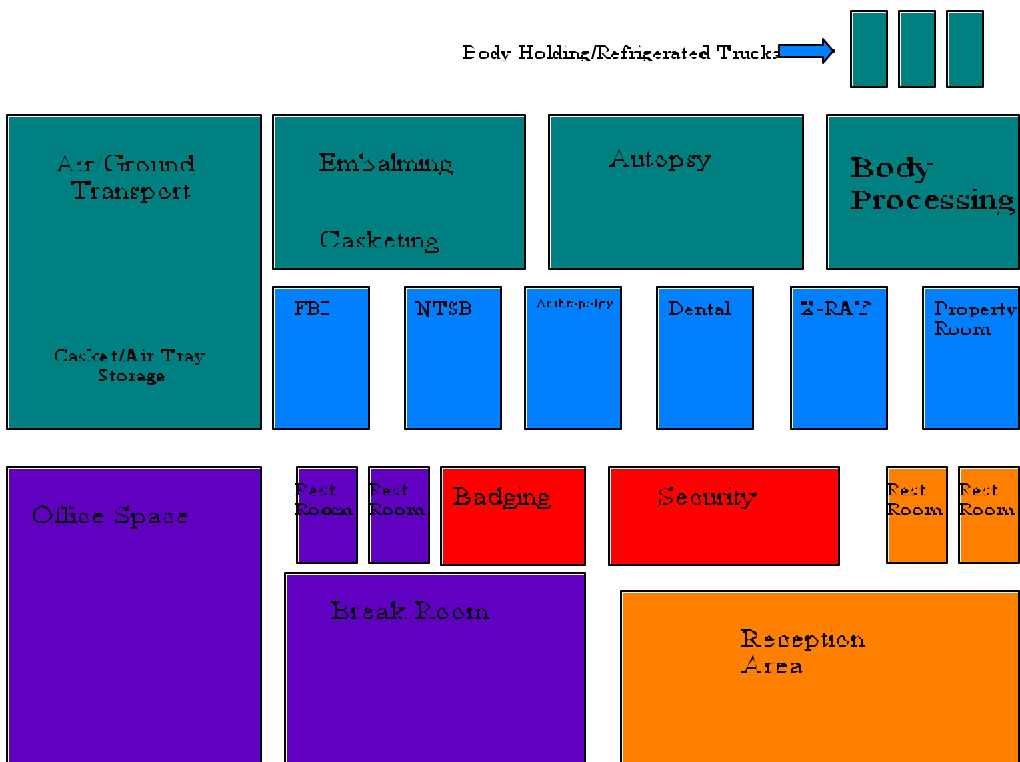 Body Holding/Refrigerated Trucks
Air/Ground
Transport
Embalming
Autopsy
Body
Processing
Casketing
FBI
NTSB
Dental
X-RAY
Property
Room
Casket/Air Tray
Storage
Office Space
Rest
Room
Rest
Room
Badging
Security
Rest
Room
Rest
Room
Break Room
Reception
Area